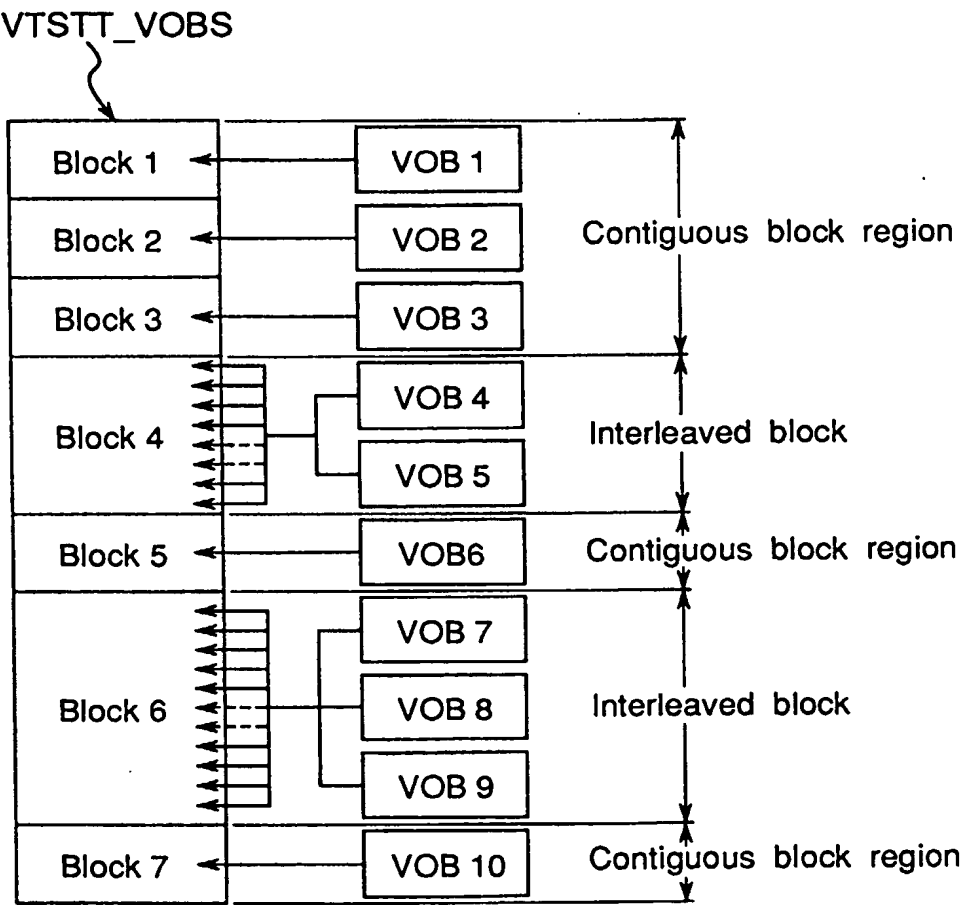 VTSTT_VOBS
Block 1
VOB 1
Block 2
VOB 2
Contiguous block region
Block 3
VOB 3
VOB 4
Block 4
Interleaved block
VOB 5
Block 5
VOB6
Contiguous block region
VOB 7
Block 6
VOB 8
Interleaved block
VOB 9
Block 7
VOB 10
Contiguous block region